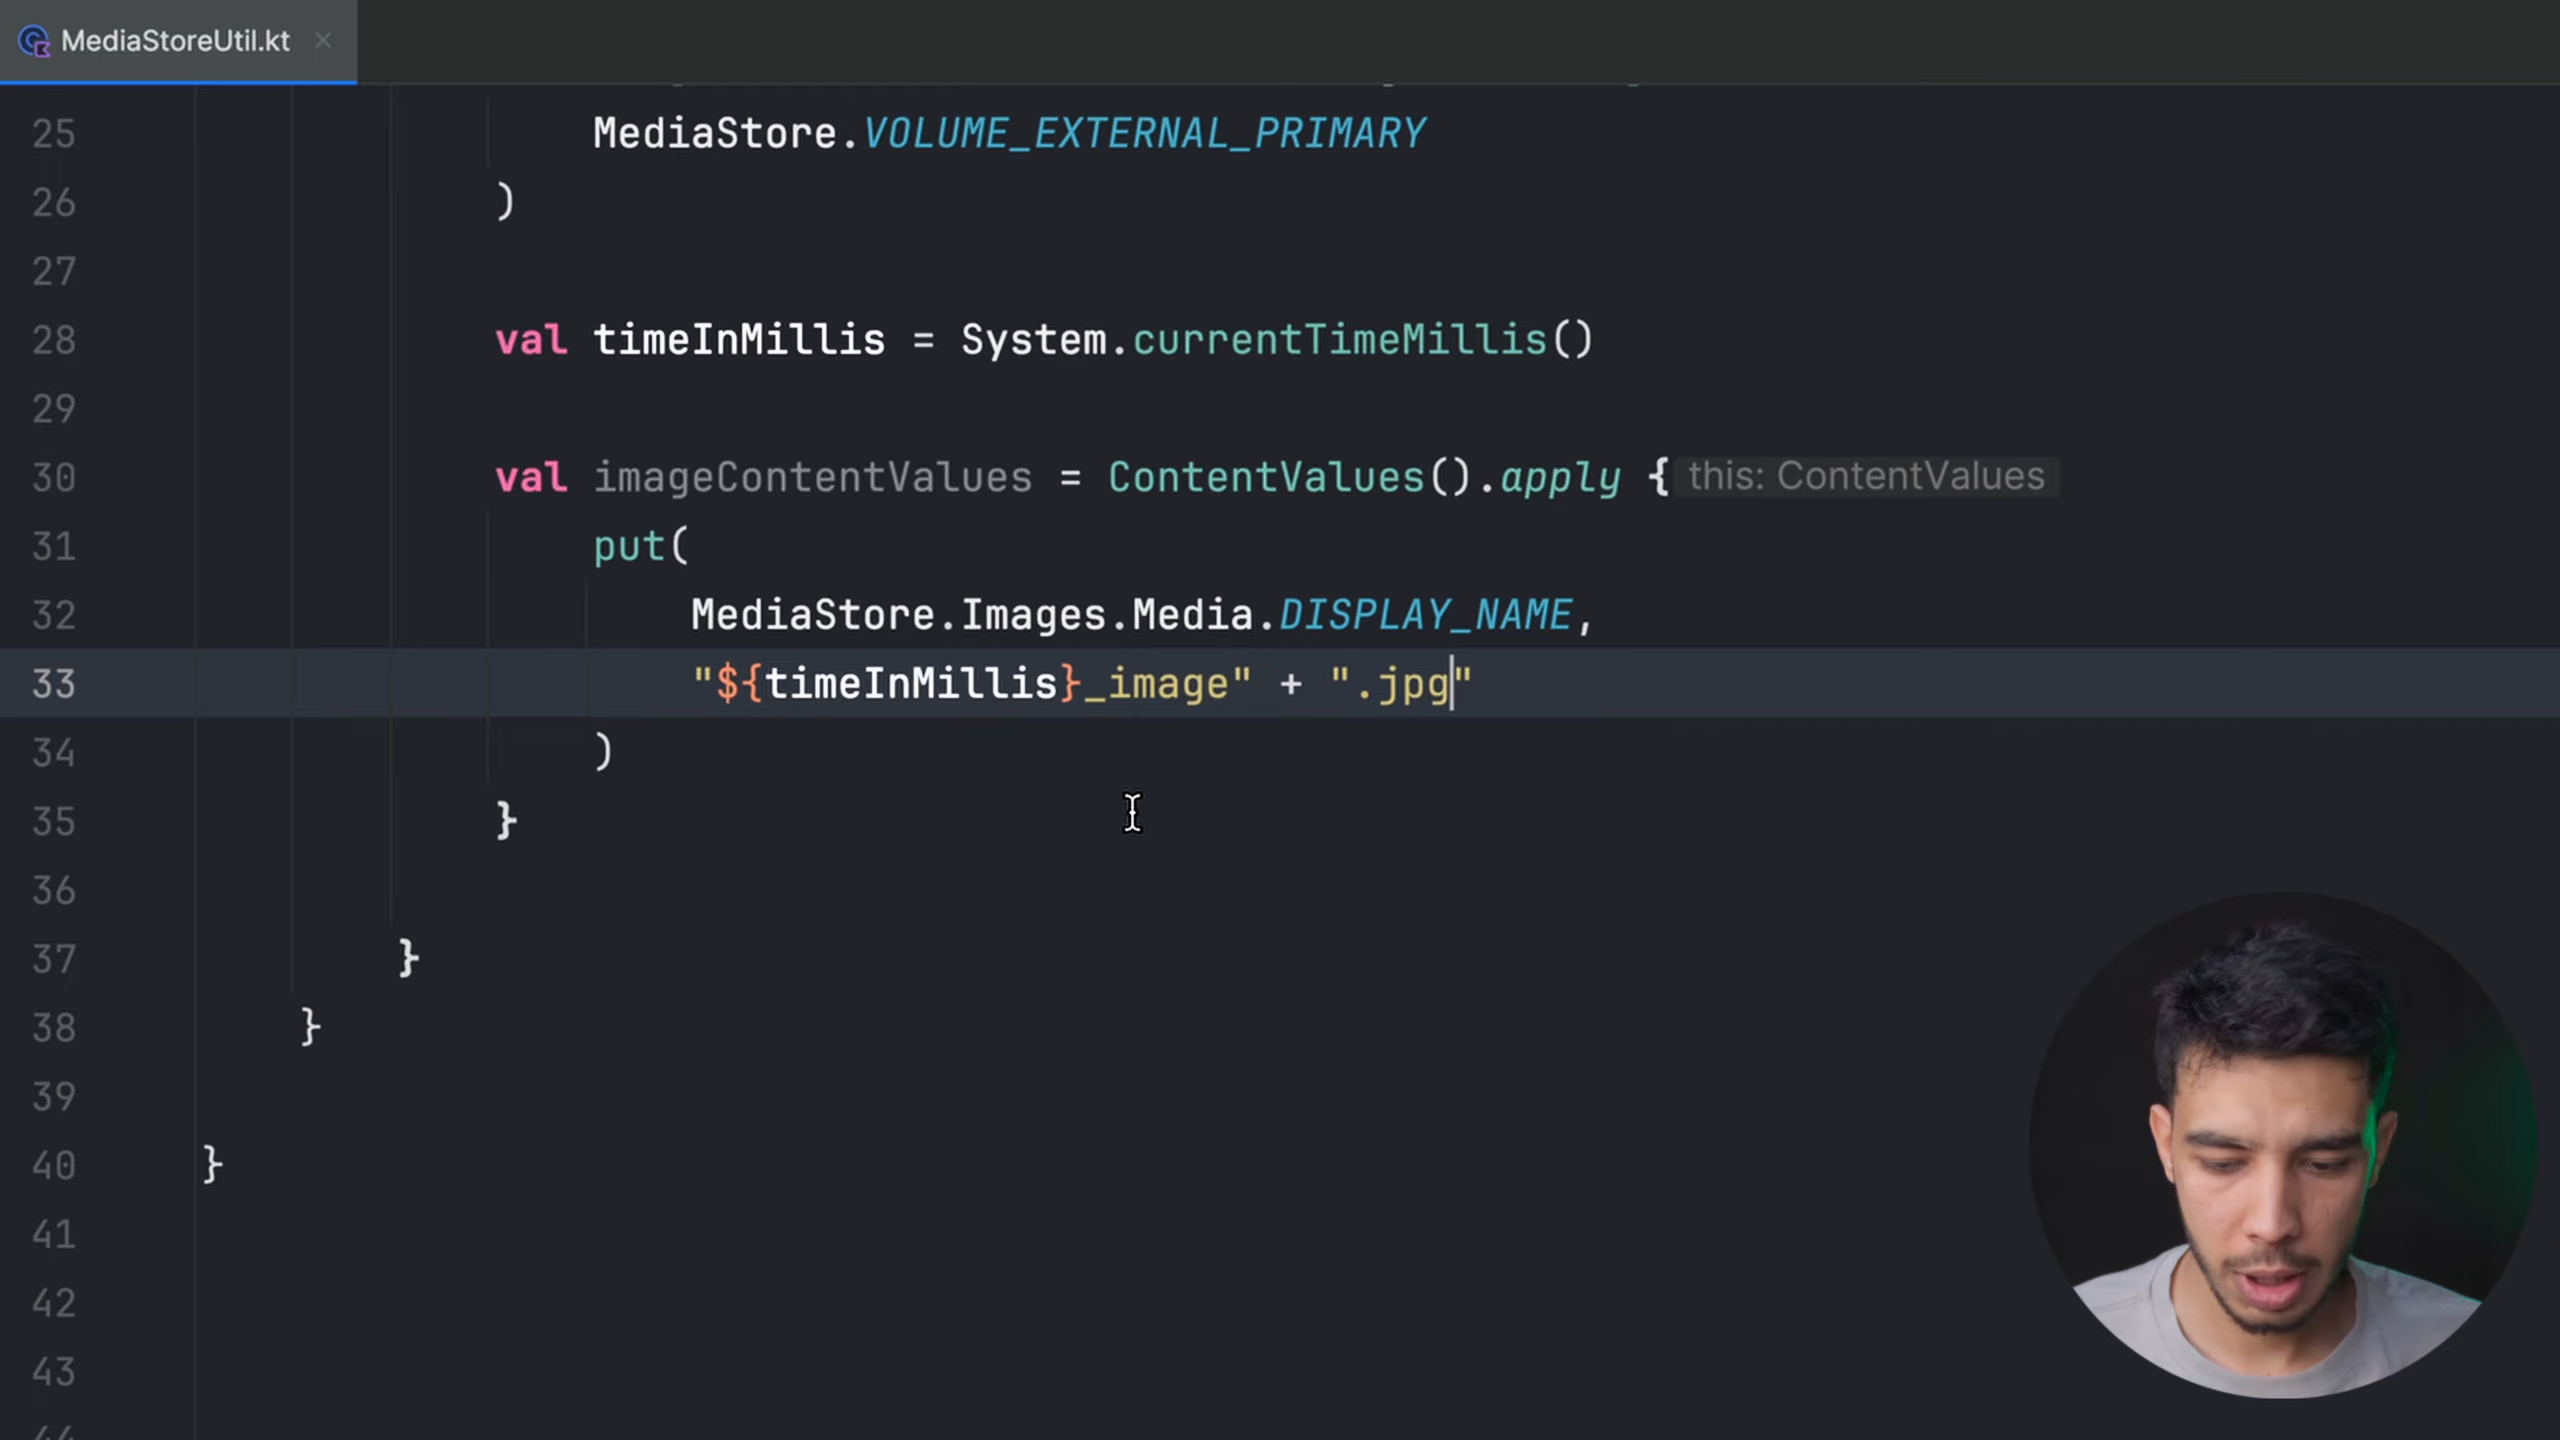 MediaStoreUtil.kt
25 MediaStore.VOLUME_EXTERNAL_PRIMARY
26 )
27
28 val timeInMillis = System.currentTimeMillis()
29
30 val imageContentValues = ContentValues().apply { this: ContentValues
31 put(
32 MediaStore.Images.Media.DISPLAY_NAME,
33 "${timeInMillis}_image" + ".jpg"
34 )
35 }
36
37 }
38 }
39
40 }
41
42
43